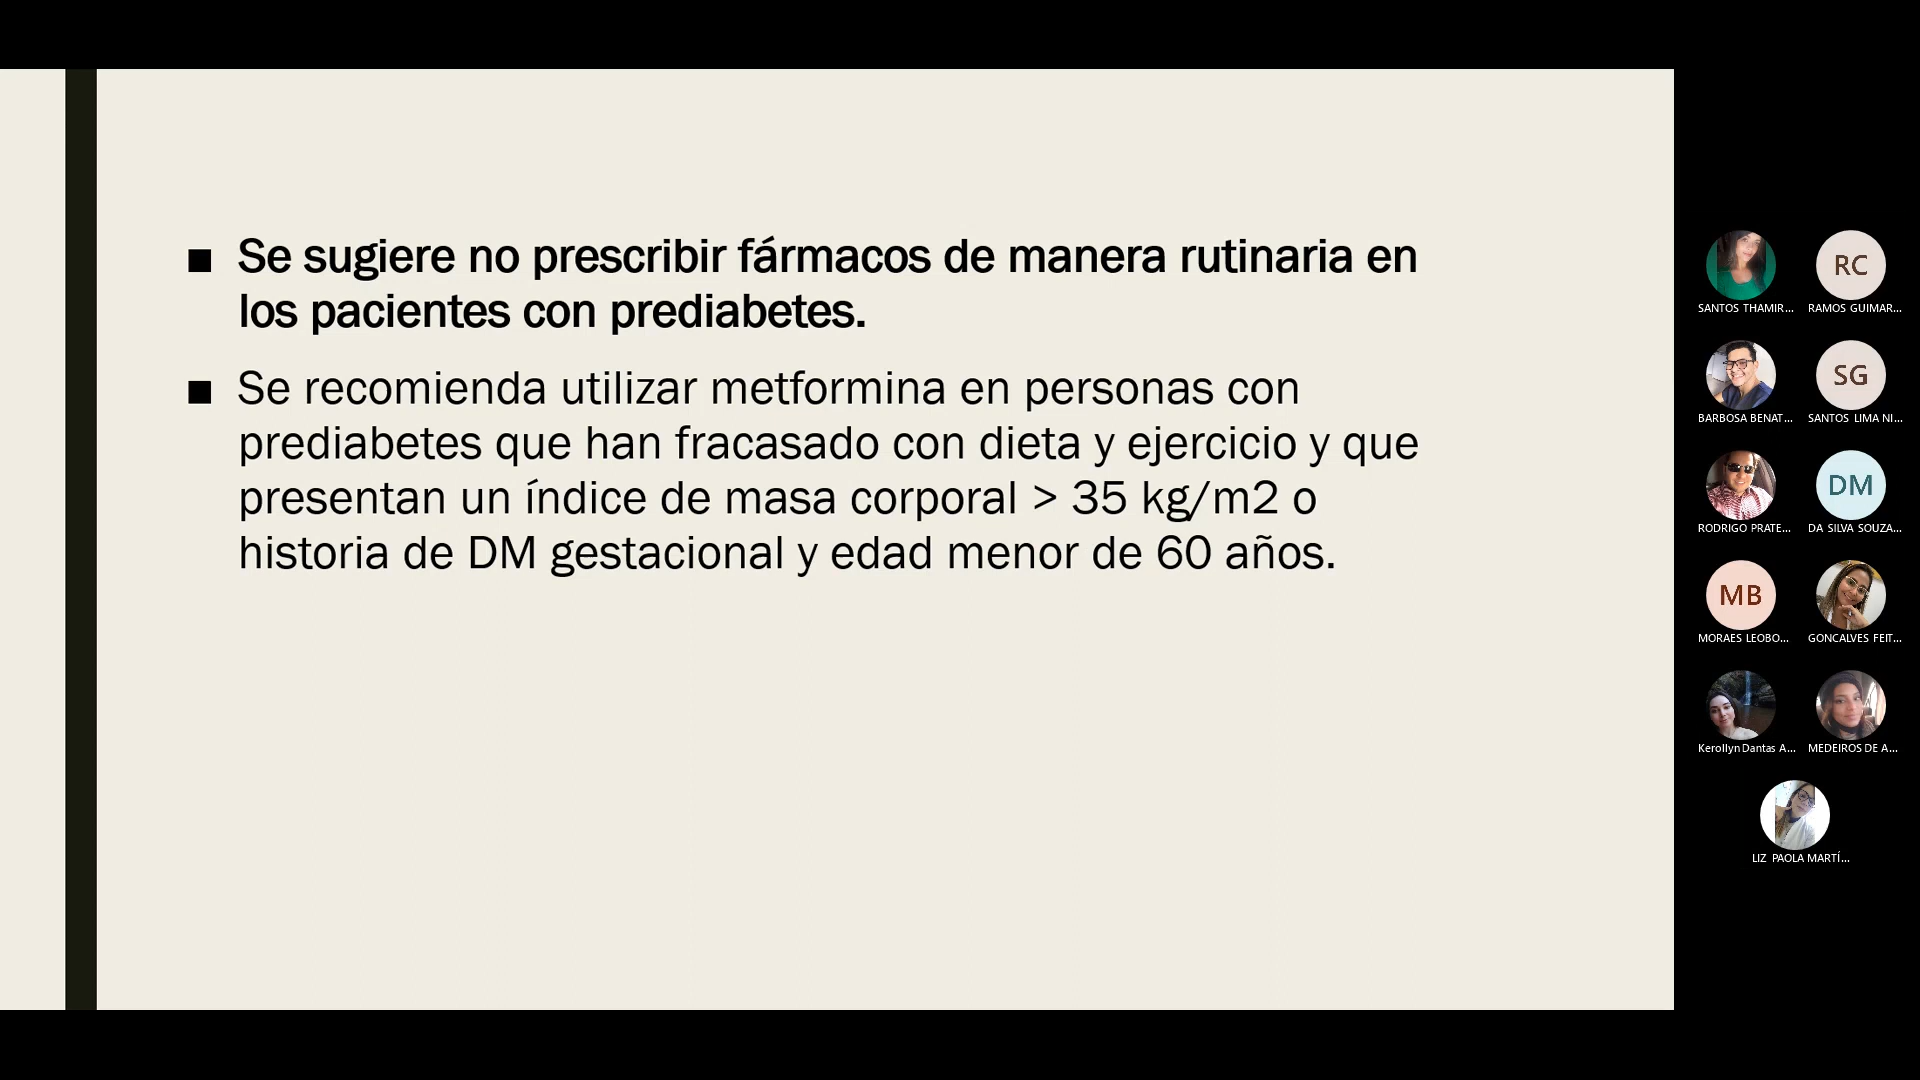 ■ Se sugiere no prescribir fármacos de manera rutinaria en
los pacientes con prediabetes.
■ Se recomienda utilizar metformina en personas con
prediabetes que han fracasado con dieta y ejercicio y que
presentan un índice de masa corporal > 35 kg/m2 o
historia de DM gestacional y edad menor de 60 años.
RC
SANTOS THAMIR...
RAMOS GUIMAR...
SG
BARBOSA BENAT...
SANTOS LIMA NI...
DM
RODRIGO PRATE...
DA SILVA SOUZA...
MB
MORAES LEOBO...
GONCALVES FEIT...
Kerollyn Dantas A...
MEDEIROS DE A...
LIZ PAOLA MARTÍ...